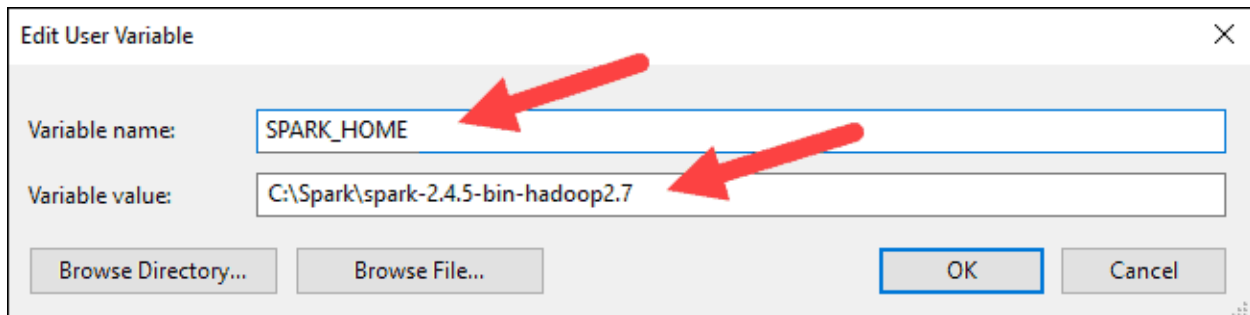 Edit User Variable
Variable name: SPARK_HOME
Variable value: C:\Spark\spark-2.4.5-bin-hadoop2.7
Browse Directory... Browse File... OK Cancel